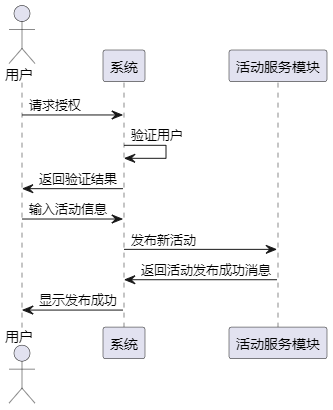 用户
系统
活动服务模块
请求授权
验证用户
返回验证结果
输入活动信息
发布新活动
返回活动发布成功消息
显示发布成功
用户
系统
活动服务模块